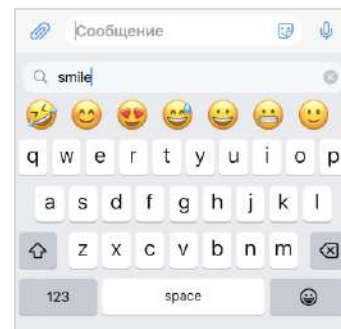 Сообщение
smile
q w e r t y u i o p
a s d f g h j k l
z x c v b n m
123 space